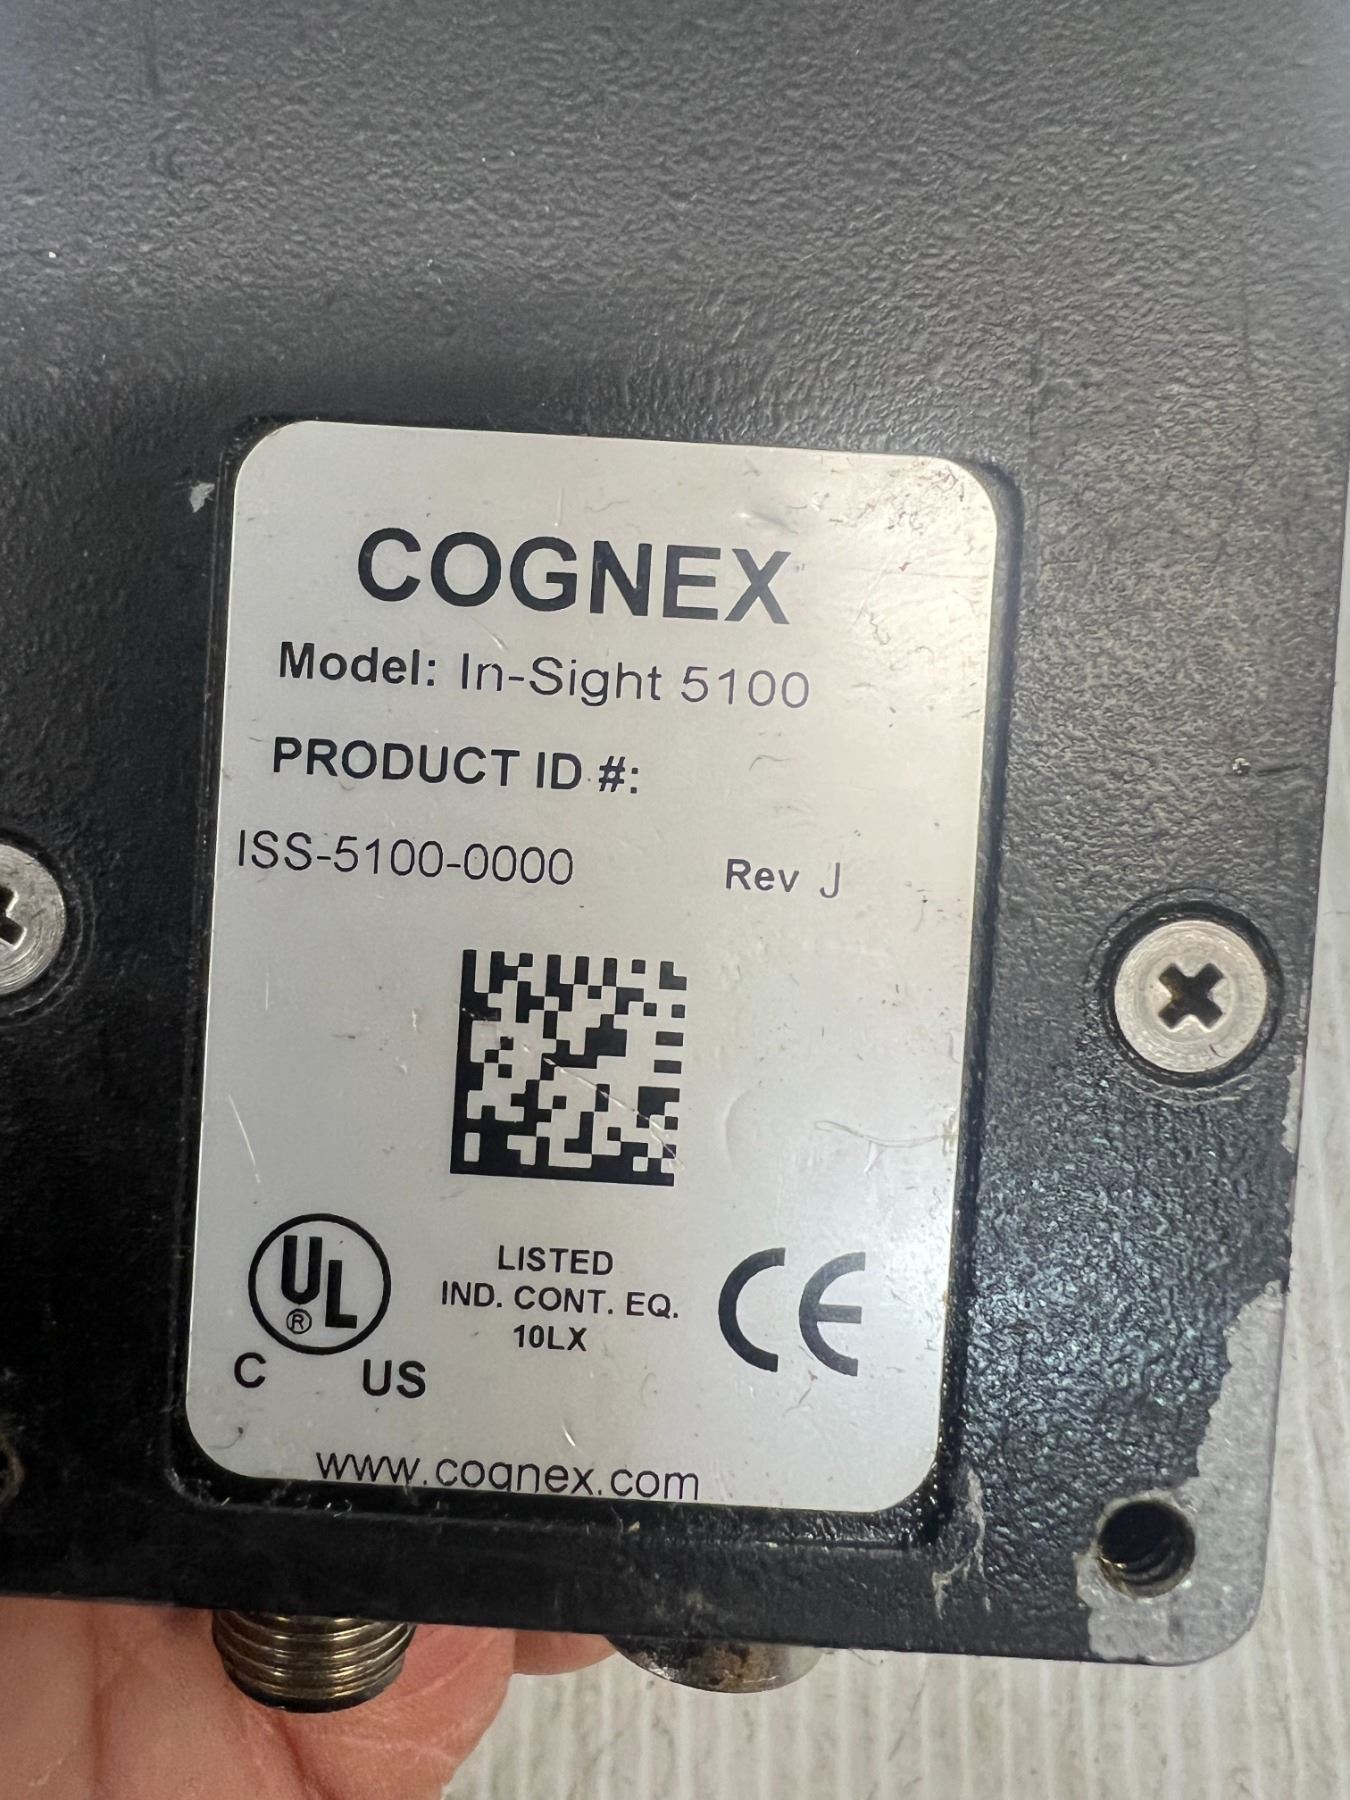 COGNEX
Model: In-Sight 5100
PRODUCT ID #:
ISS-5100-0000 Rev J
UL
®
C US
LISTED
IND. CONT. EQ.
10LX
CE
www.cognex.com